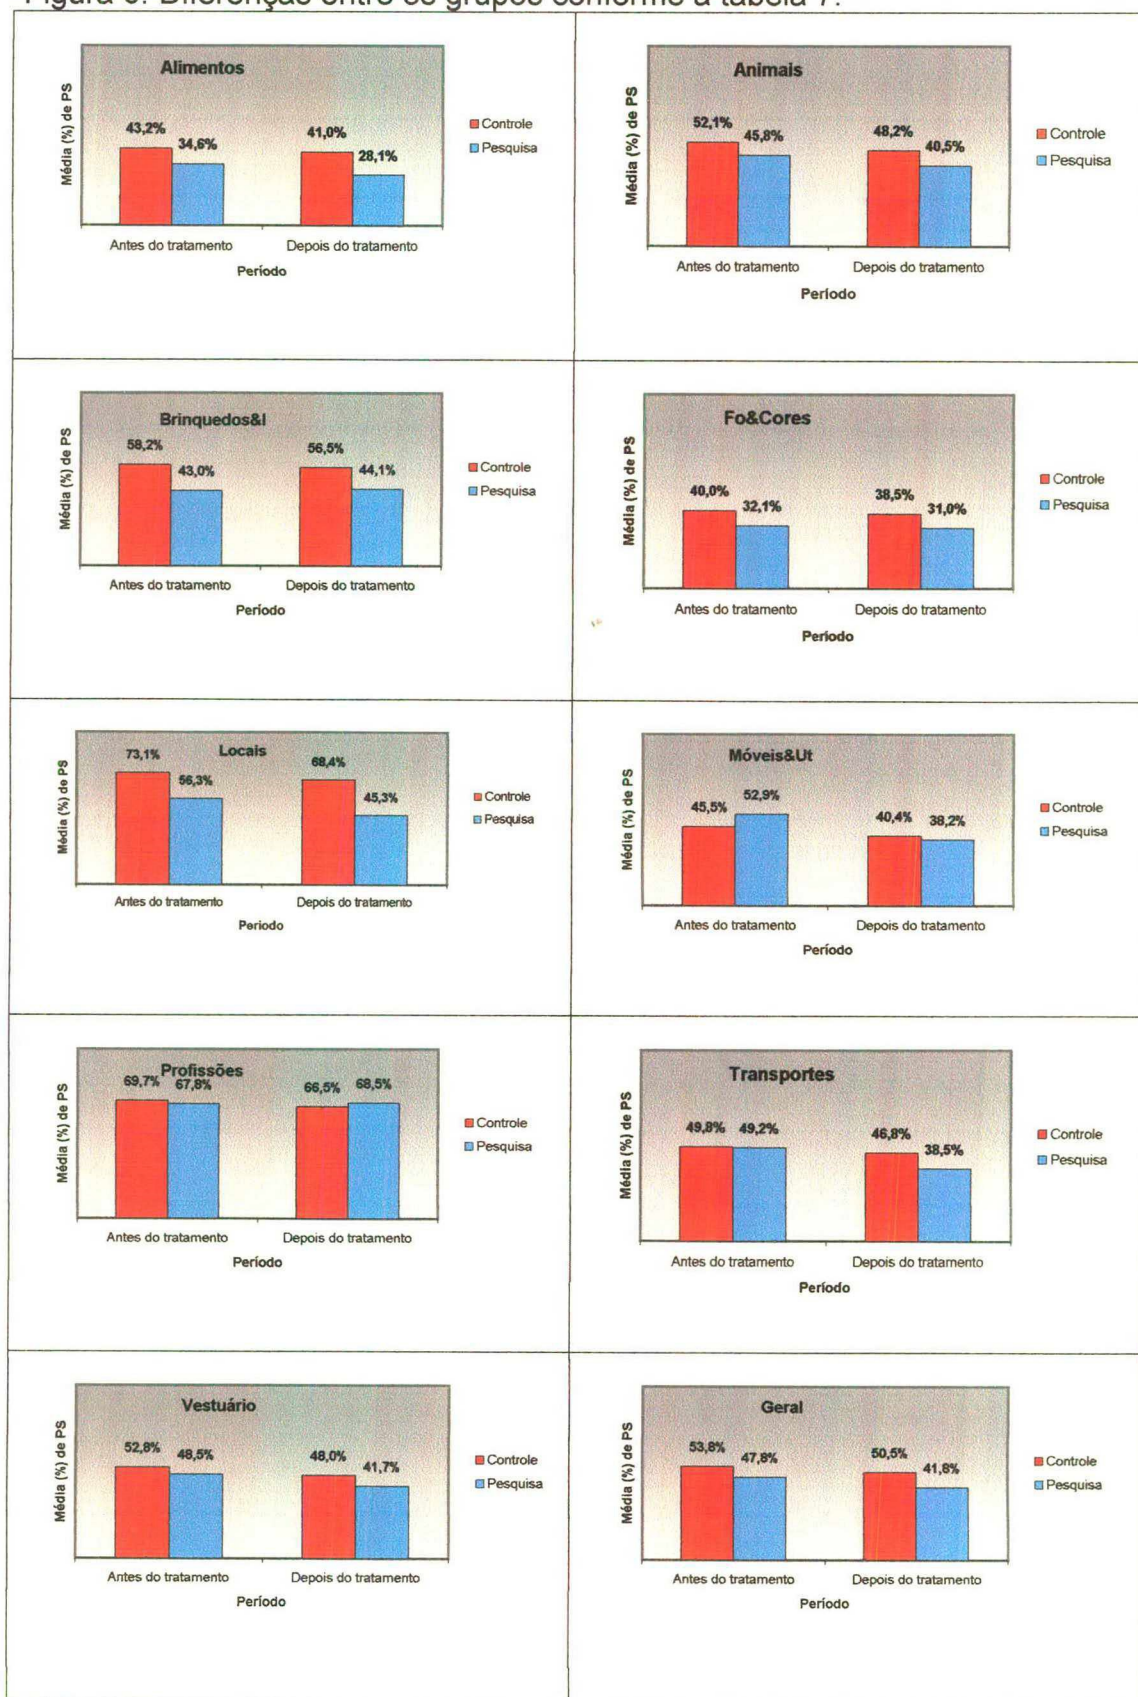 Alimentos
Média (%) de PS
43,2%
34,6%
41,0%
28,1%
Controle
Pesquisa
Antes do tratamento
Depois do tratamento
Período
Animais
Média (%) de PS
52,1%
45,8%
48,2%
40,5%
Controle
Pesquisa
Antes do tratamento
Depois do tratamento
Período
Brinquedos&I
Média (%) de PS
58,2%
43,0%
56,5%
44,1%
Controle
Pesquisa
Antes do tratamento
Depois do tratamento
Período
Fo&Cores
Média (%) de PS
40,0%
32,1%
38,5%
31,0%
Controle
Pesquisa
Antes do tratamento
Depois do tratamento
Período
Locais
Média (%) de PS
73,1%
56,3%
68,4%
45,3%
Controle
Pesquisa
Antes do tratamento
Depois do tratamento
Período
Móveis&Ut
Média (%) de PS
45,5%
52,9%
40,4%
38,2%
Controle
Pesquisa
Antes do tratamento
Depois do tratamento
Período
Profissões
Média (%) de PS
69,7%
67,8%
66,5%
68,5%
Controle
Pesquisa
Antes do tratamento
Depois do tratamento
Período
Transportes
Média (%) de PS
49,8%
49,2%
46,8%
38,5%
Controle
Pesquisa
Antes do tratamento
Depois do tratamento
Período
Vestuário
Média (%) de PS
52,8%
48,5%
48,0%
41,7%
Controle
Pesquisa
Antes do tratamento
Depois do tratamento
Período
Geral
Média (%) de PS
53,8%
47,8%
50,5%
41,8%
Controle
Pesquisa
Antes do tratamento
Depois do tratamento
Período